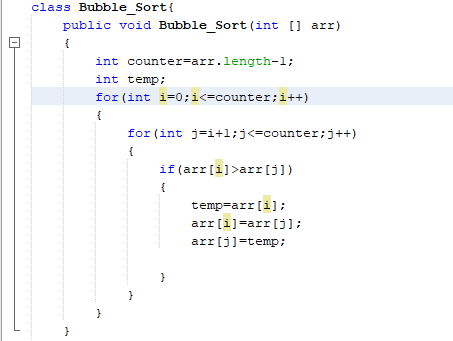 class Bubble_Sort{
public void Bubble_Sort(int [] arr)
{
int counter=arr.length-1;
int temp;
for(int i=0;i<=counter;i++)
{
for(int j=i+1;j<=counter;j++)
{
if(arr[i]>arr[j])
{
temp=arr[i];
arr[i]=arr[j];
arr[j]=temp;
}
}
}
}